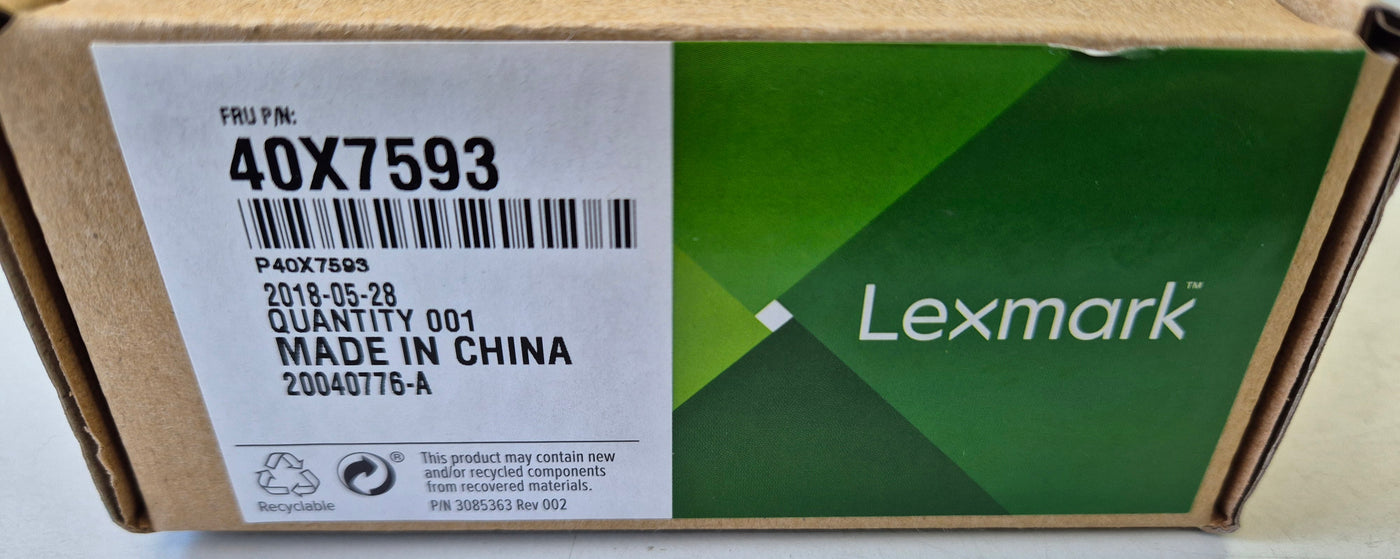 FRU P/N:
40X7593
P40X7593
2018-05-28
QUANTITY 001
MADE IN CHINA
20040776-A
Recyclable
®
This product may contain new
and/or recycled components
from recovered materials.
P/N 3085363 Rev 002
Lexmark™